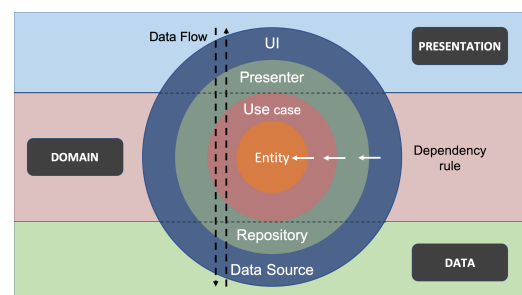 Data Flow
UI
PRESENTATION
Presenter
Use case
DOMAIN
Entity
Dependency
rule
Repository
Data Source
DATA